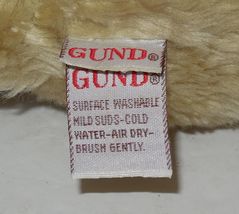 GUND®
GUND®
SURFACE WASHABLE
MILD SUDS-COLD
WATER-AIR DRY-
BRUSH GENTLY.